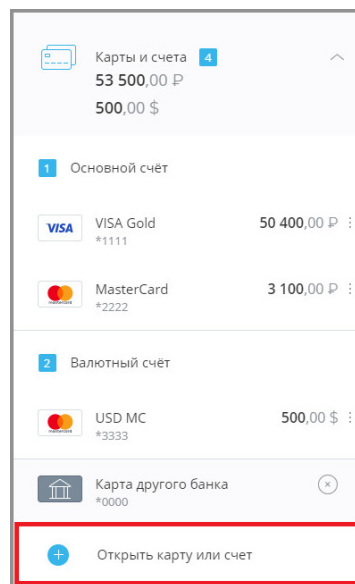 Карты и счета 4
53 500,00 ₽
500,00 $
1 Основной счёт
VISA VISA Gold 50 400,00 ₽
*1111
mastercard MasterCard 3 100,00 ₽
*2222
2 Валютный счёт
mastercard USD MC 500,00 $
*3333
Карта другого банка
*0000
Открыть карту или счет